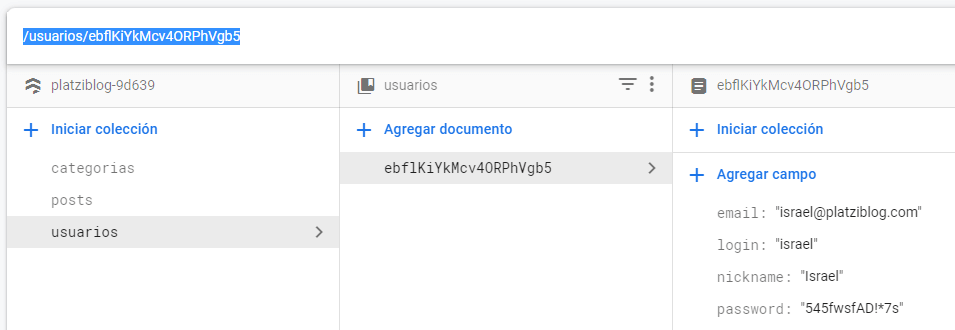 /usuarios/ebflKiYkMcv4ORPhVgb5
platziblog-9d639
usuarios
ebflKiYkMcv4ORPhVgb5
Iniciar colección
Agregar documento
Iniciar colección
categorias
ebflKiYkMcv4ORPhVgb5
Agregar campo
posts
email: "israel@platziblog.com"
usuarios
login: "israel"
nickname: "Israel"
password: "545fwsfAD!*7s"